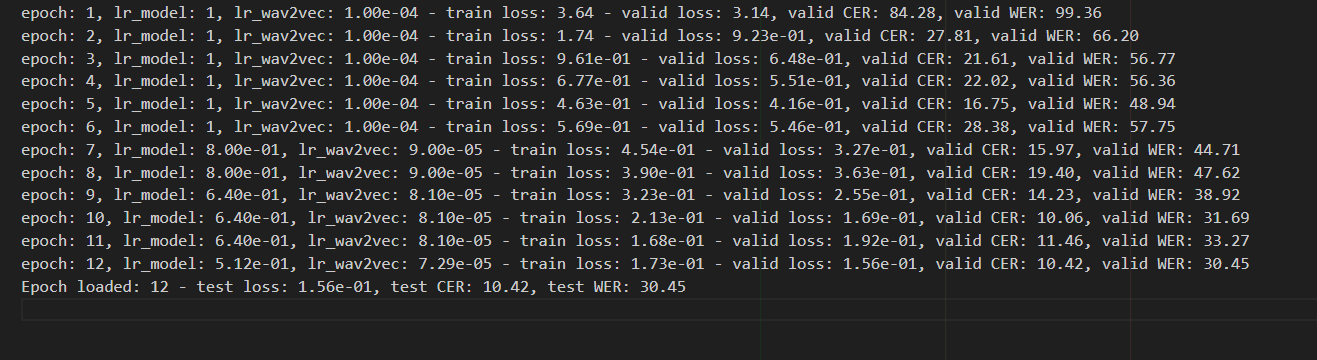 epoch: 1, lr_model: 1, lr_wav2vec: 1.00e-04 - train loss: 3.64 - valid loss: 3.14, valid CER: 84.28, valid WER: 99.36
epoch: 2, lr_model: 1, lr_wav2vec: 1.00e-04 - train loss: 1.74 - valid loss: 9.23e-01, valid CER: 27.81, valid WER: 66.20
epoch: 3, lr_model: 1, lr_wav2vec: 1.00e-04 - train loss: 9.61e-01 - valid loss: 6.48e-01, valid CER: 21.61, valid WER: 56.77
epoch: 4, lr_model: 1, lr_wav2vec: 1.00e-04 - train loss: 6.77e-01 - valid loss: 5.51e-01, valid CER: 22.02, valid WER: 56.36
epoch: 5, lr_model: 1, lr_wav2vec: 1.00e-04 - train loss: 4.63e-01 - valid loss: 4.16e-01, valid CER: 16.75, valid WER: 48.94
epoch: 6, lr_model: 1, lr_wav2vec: 1.00e-04 - train loss: 5.69e-01 - valid loss: 5.46e-01, valid CER: 28.38, valid WER: 57.75
epoch: 7, lr_model: 8.00e-01, lr_wav2vec: 9.00e-05 - train loss: 4.54e-01 - valid loss: 3.27e-01, valid CER: 15.97, valid WER: 44.71
epoch: 8, lr_model: 8.00e-01, lr_wav2vec: 9.00e-05 - train loss: 3.90e-01 - valid loss: 3.63e-01, valid CER: 19.40, valid WER: 47.62
epoch: 9, lr_model: 6.40e-01, lr_wav2vec: 8.10e-05 - train loss: 3.23e-01 - valid loss: 2.55e-01, valid CER: 14.23, valid WER: 38.92
epoch: 10, lr_model: 6.40e-01, lr_wav2vec: 8.10e-05 - train loss: 2.13e-01 - valid loss: 1.69e-01, valid CER: 10.06, valid WER: 31.69
epoch: 11, lr_model: 6.40e-01, lr_wav2vec: 8.10e-05 - train loss: 1.68e-01 - valid loss: 1.92e-01, valid CER: 11.46, valid WER: 33.27
epoch: 12, lr_model: 5.12e-01, lr_wav2vec: 7.29e-05 - train loss: 1.73e-01 - valid loss: 1.56e-01, valid CER: 10.42, valid WER: 30.45
Epoch loaded: 12 - test loss: 1.56e-01, test CER: 10.42, test WER: 30.45